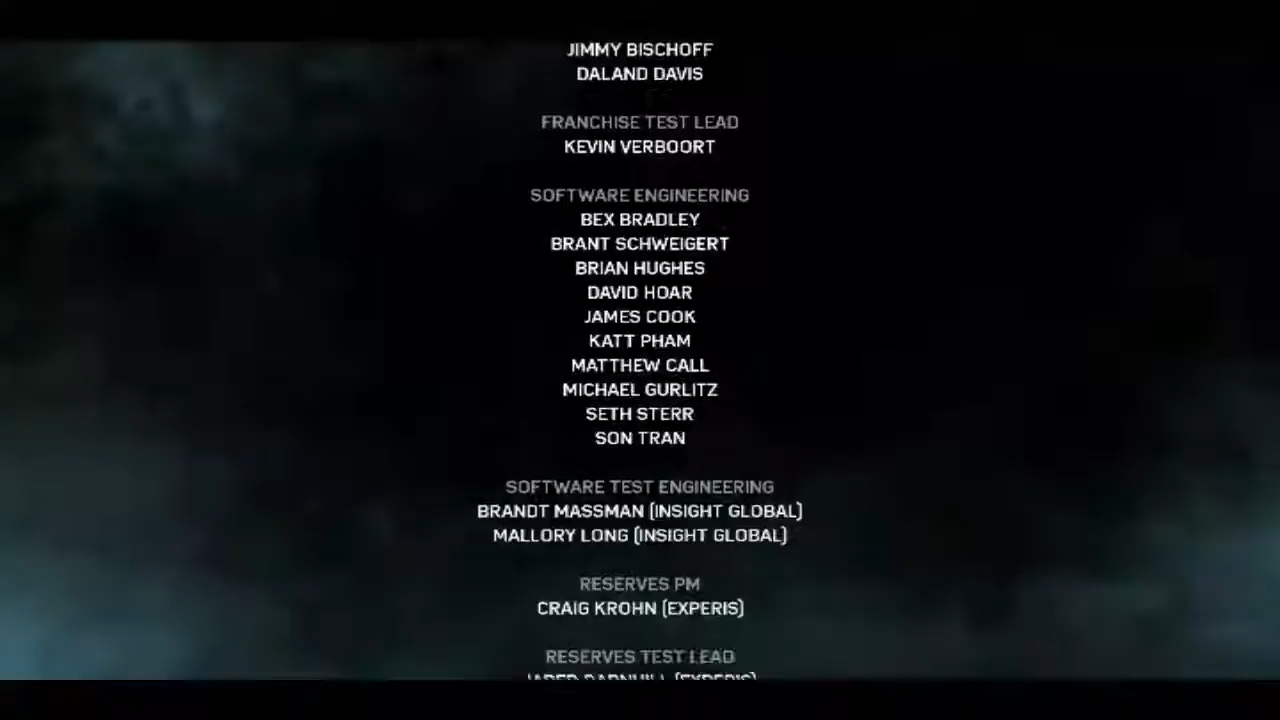 JIMMY BISCHOFF
DALAND DAVIS
FRANCHISE TEST LEAD
KEVIN VERBOORT
SOFTWARE ENGINEERING
BEX BRADLEY
BRANT SCHWEIGERT
BRIAN HUGHES
DAVID HOAR
JAMES COOK
KATT PHAM
MATTHEW CALL
MICHAEL GURLITZ
SETH STERR
SON TRAN
SOFTWARE TEST ENGINEERING
BRANDT MASSMAN (INSIGHT GLOBAL)
MALLORY LONG (INSIGHT GLOBAL)
RESERVES PM
CRAIG KROHN (EXPERIS)
RESERVES TEST LEAD
(EXPERIS)